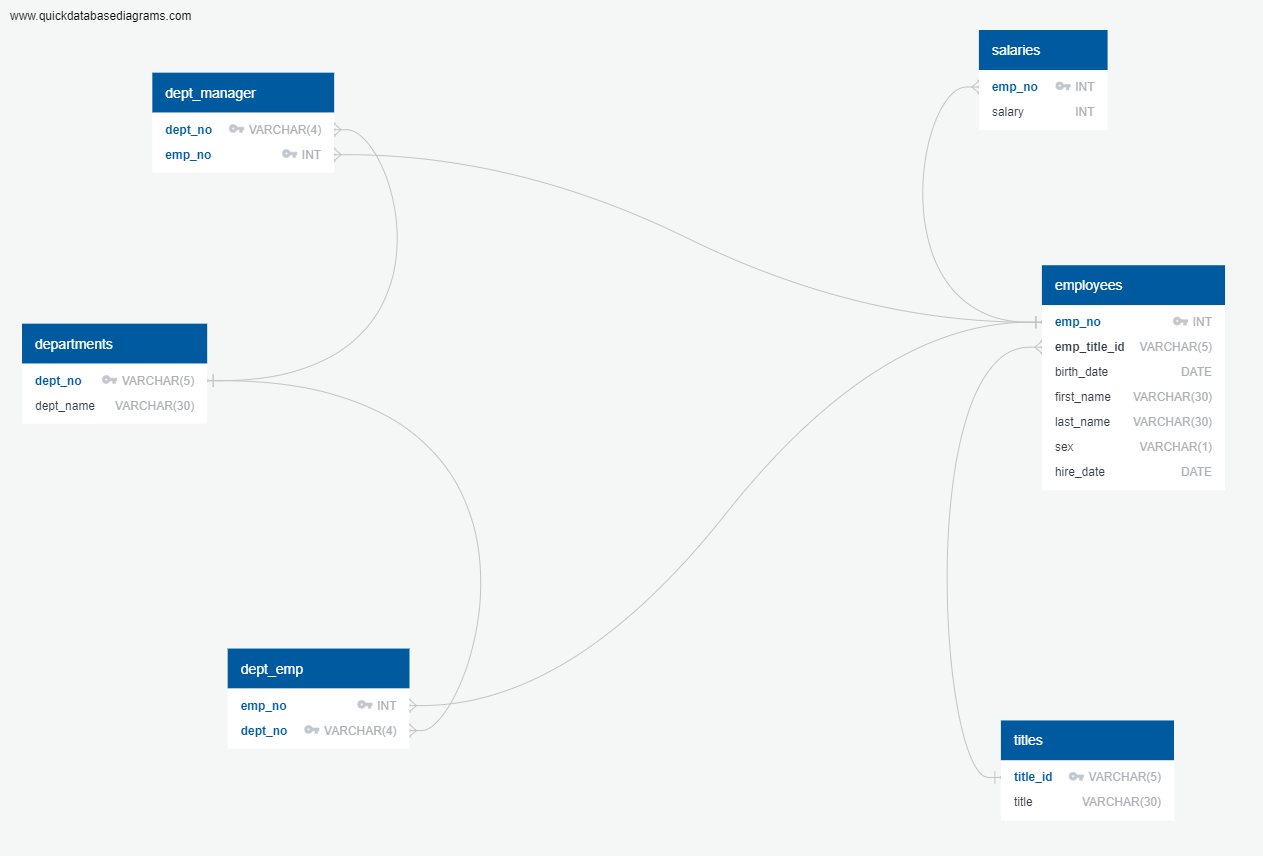 www.quickdatabasediagrams.com
dept_manager
dept_no VARCHAR(4)
emp_no INT
departments
dept_no VARCHAR(5)
dept_name VARCHAR(30)
dept_emp
emp_no INT
dept_no VARCHAR(4)
salaries
emp_no INT
salary INT
employees
emp_no INT
emp_title_id VARCHAR(5)
birth_date DATE
first_name VARCHAR(30)
last_name VARCHAR(30)
sex VARCHAR(1)
hire_date DATE
titles
title_id VARCHAR(5)
title VARCHAR(30)